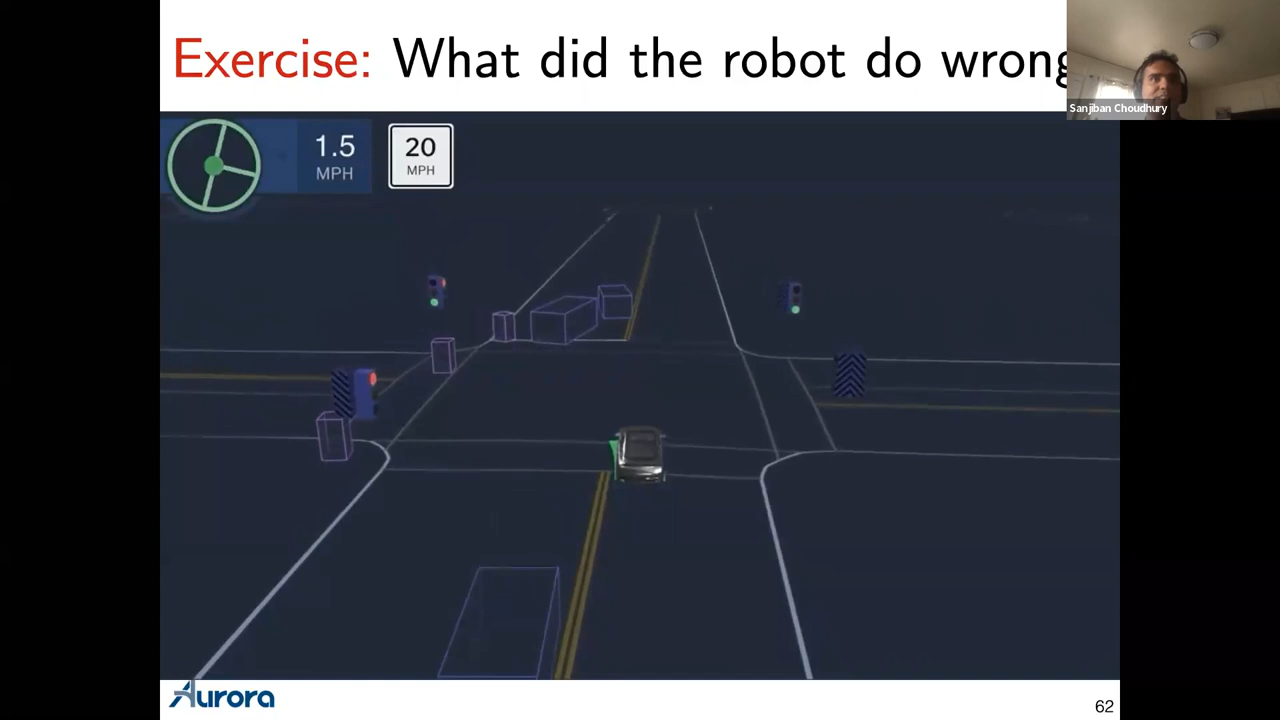 Exercise: What did the robot do wrong
Sanjiban Choudhury
1.5
MPH
20
MPH
Aurora
62